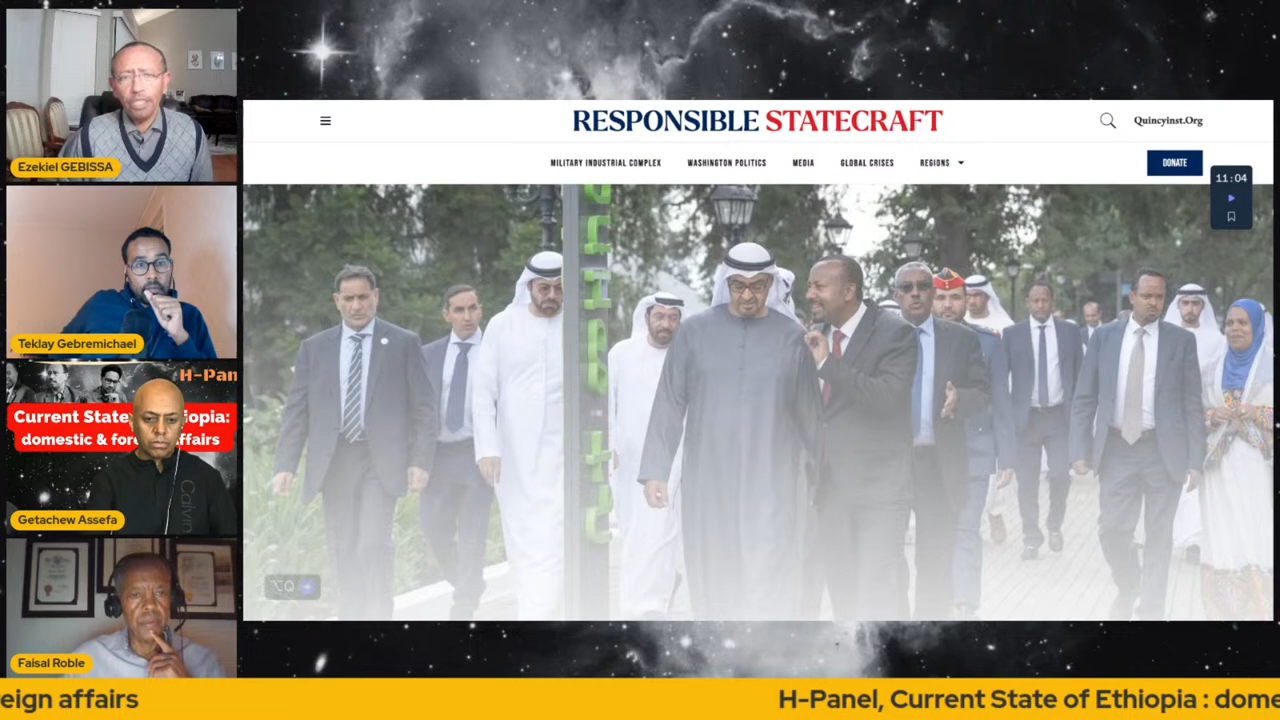 Ezekiel GEBISSA
Teklay Gebremichael
H-Pan
Current State iopia:
domestic & for ffairs
Calvin
Getachew Assefa
Faisal Roble
RESPONSIBLE STATECRAFT
Quincyinst.Org
MILITARY INDUSTRIAL COMPLEX WASHINGTON POLITICS MEDIA GLOBAL CRISES REGIONS
DONATE
11:04
⌥Q
eign affairs H-Panel, Current State of Ethiopia : dome